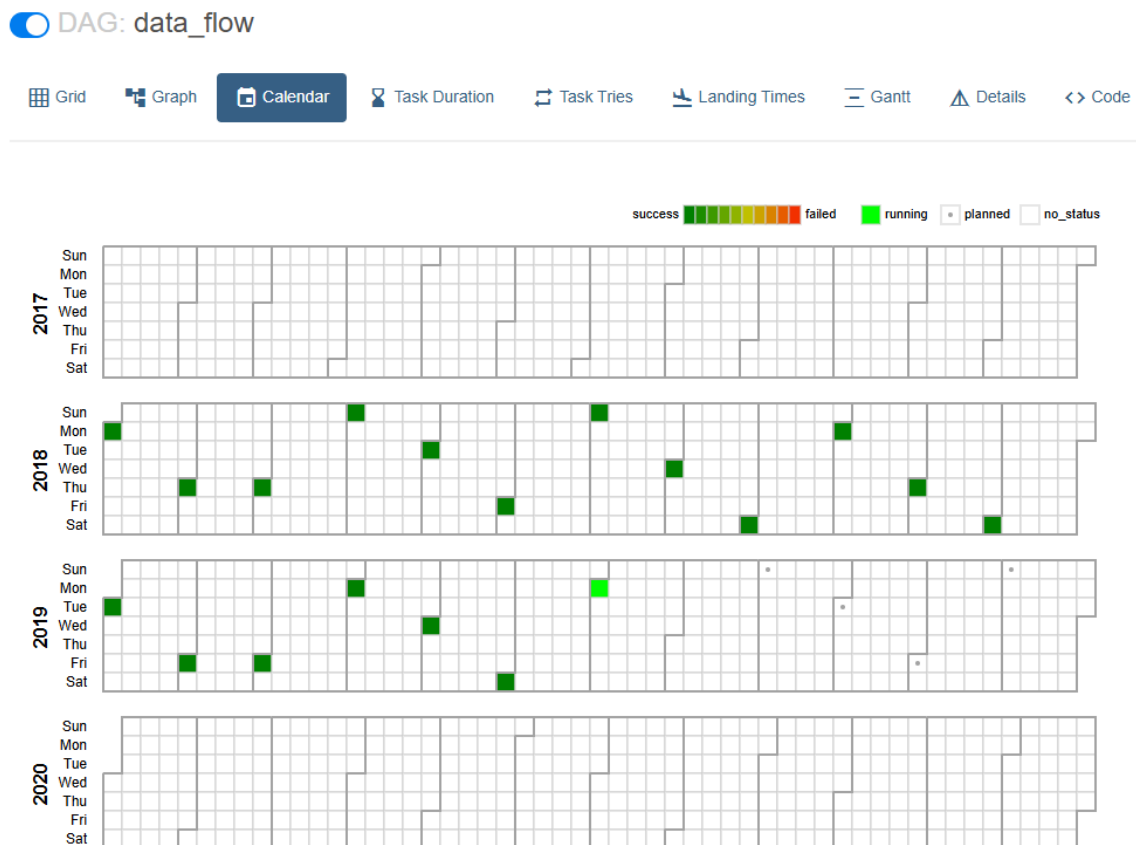 DAG: data_flow
Grid Graph Calendar Task Duration Task Tries Landing Times Gantt Details <> Code
success failed running planned no_status
2017
Sun
Mon
Tue
Wed
Thu
Fri
Sat
2018
Sun
Mon
Tue
Wed
Thu
Fri
Sat
2019
Sun
Mon
Tue
Wed
Thu
Fri
Sat
2020
Sun
Mon
Tue
Wed
Thu
Fri
Sat